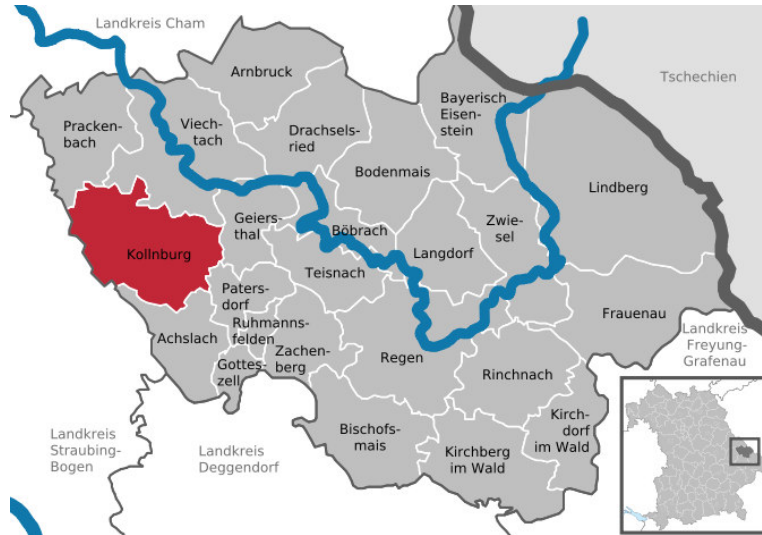 Landkreis Cham
Tschechien
Arnbruck
Bayerisch
Eisen-
stein
Pracken-
bach
Viech-
tach
Drachsels-
ried
Bodenmais
Lindberg
Geiers-
thal
Böbrach
Zwie-
sel
Kollnburg
Langdorf
Teisnach
Paters-
dorf
Frauenau
Ruhmanns-
felden
Achslach
Zachen-
berg
Regen
Landkreis
Freyung-
Grafenau
Gottes-
zell
Rinchnach
Bischofs-
mais
Kirch-
dorf
im Wald
Kirchberg
im Wald
Landkreis
Straubing-
Bogen
Landkreis
Deggendorf